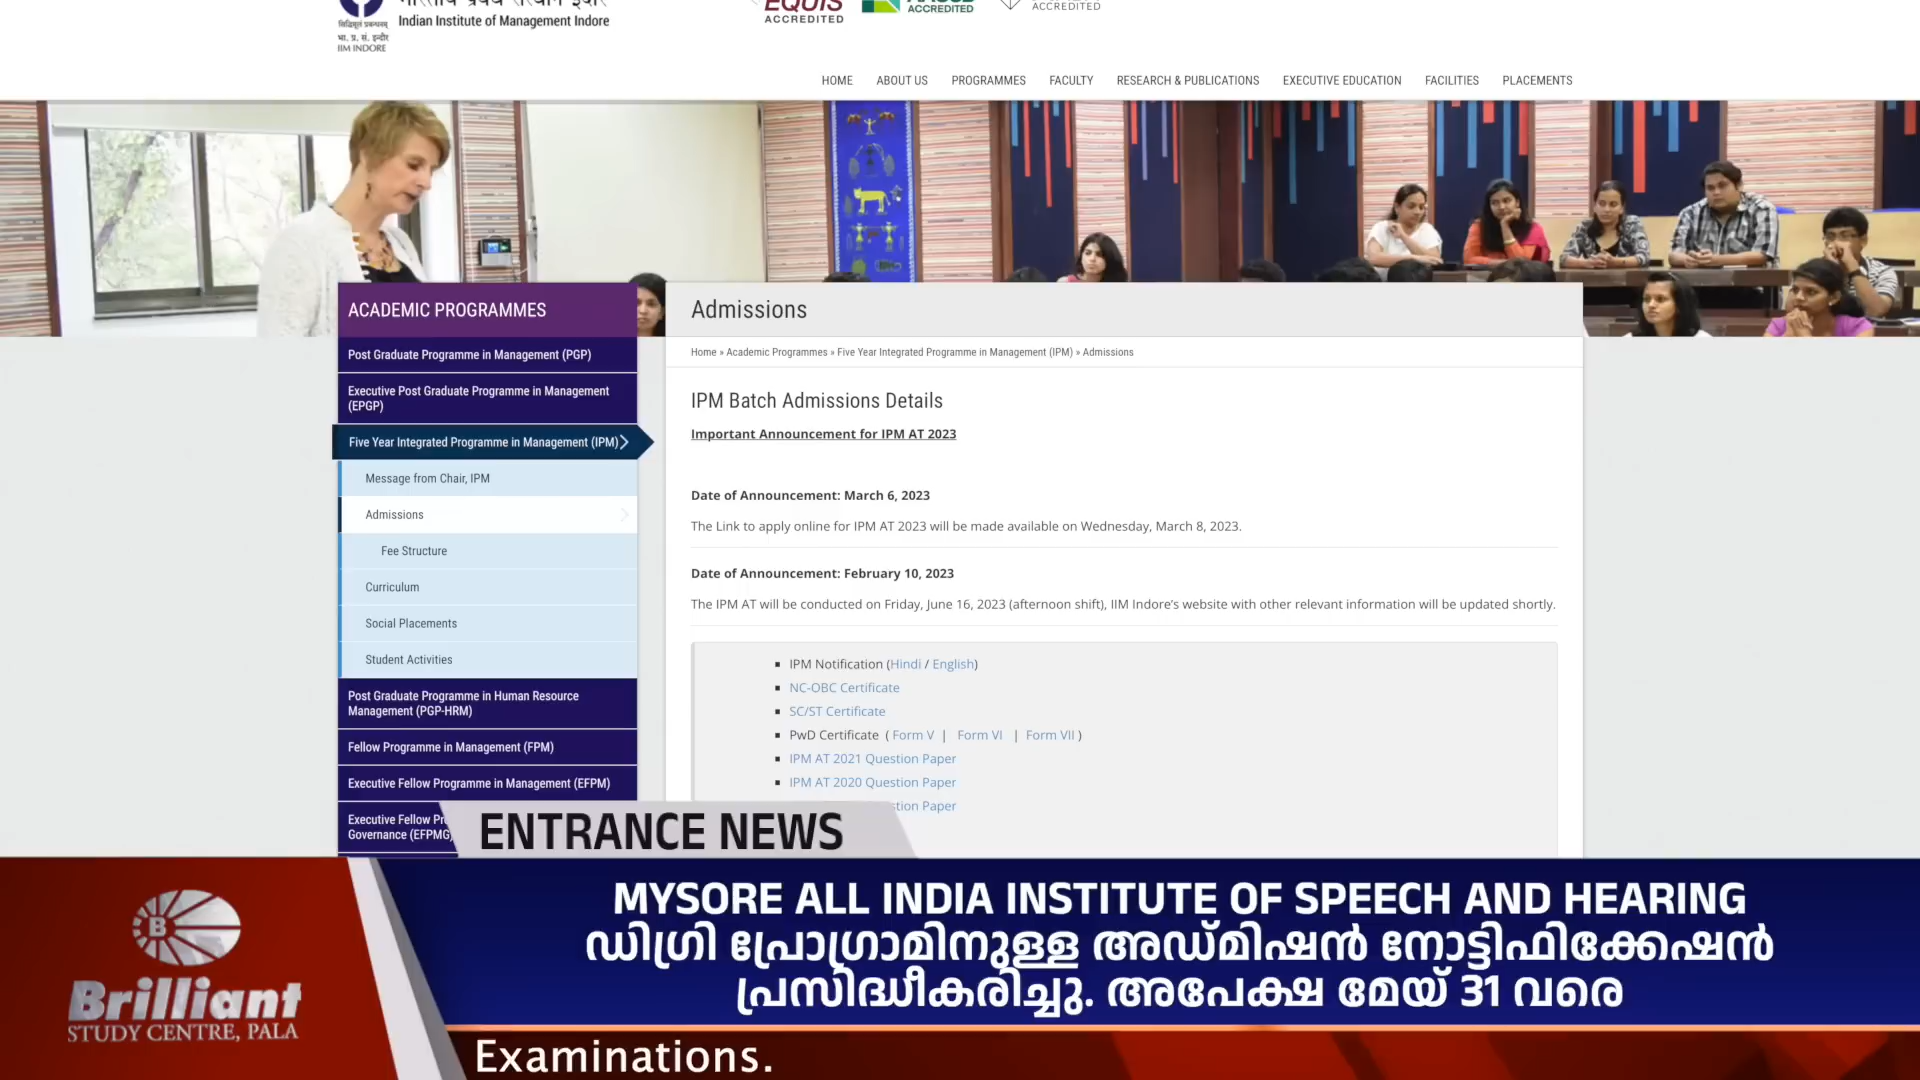 Indian Institute of Management Indore
सिद्धिमूलं प्रबन्धनम्
भा. प्र. सं. इन्दौर
IIM INDORE
EQUIS
ACCREDITED
ACCREDITED
ACCREDITED
HOME ABOUT US PROGRAMMES FACULTY RESEARCH & PUBLICATIONS EXECUTIVE EDUCATION FACILITIES PLACEMENTS
ACADEMIC PROGRAMMES
Post Graduate Programme in Management (PGP)
Executive Post Graduate Programme in Management
(EPGP)
Five Year Integrated Programme in Management (IPM)
Message from Chair, IPM
Admissions
Fee Structure
Curriculum
Social Placements
Student Activities
Post Graduate Programme in Human Resource
Management (PGP-HRM)
Fellow Programme in Management (FPM)
Executive Fellow Programme in Management (EFPM)
Executive Fellow
Governance (EFPMG)
Admissions
Home » Academic Programmes » Five Year Integrated Programme in Management (IPM) » Admissions
IPM Batch Admissions Details
Important Announcement for IPM AT 2023
Date of Announcement: March 6, 2023
The Link to apply online for IPM AT 2023 will be made available on Wednesday, March 8, 2023.
Date of Announcement: February 10, 2023
The IPM AT will be conducted on Friday, June 16, 2023 (afternoon shift), IIM Indore's website with other relevant information will be updated shortly.
IPM Notification (Hindi / English)
NC-OBC Certificate
SC/ST Certificate
PwD Certificate ( Form V | Form VI | Form VII )
IPM AT 2021 Question Paper
IPM AT 2020 Question Paper
Paper
ENTRANCE NEWS
MYSORE ALL INDIA INSTITUTE OF SPEECH AND HEARING
ഡിഗ്രി പ്രോഗ്രാമിനുള്ള അഡ്മിഷൻ നോട്ടിഫിക്കേഷൻ
പ്രസിദ്ധീകരിച്ചു. അപേക്ഷ മേയ് 31 വരെ
B
Brilliant
STUDY CENTRE, PALA
Examinations.